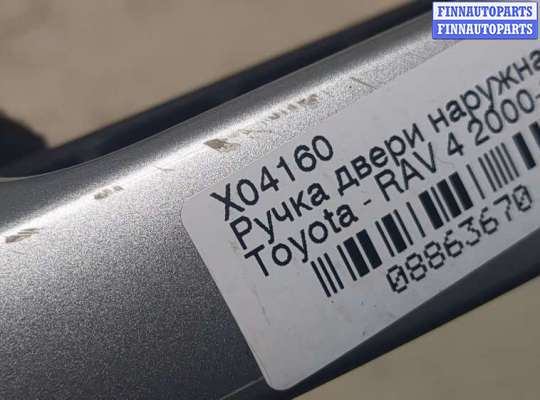 FINNAUTOPARTS
FINNAUTOPARTS
X04160
Ручка двери наружна
Toyota - RAV 4 2000-
08863670